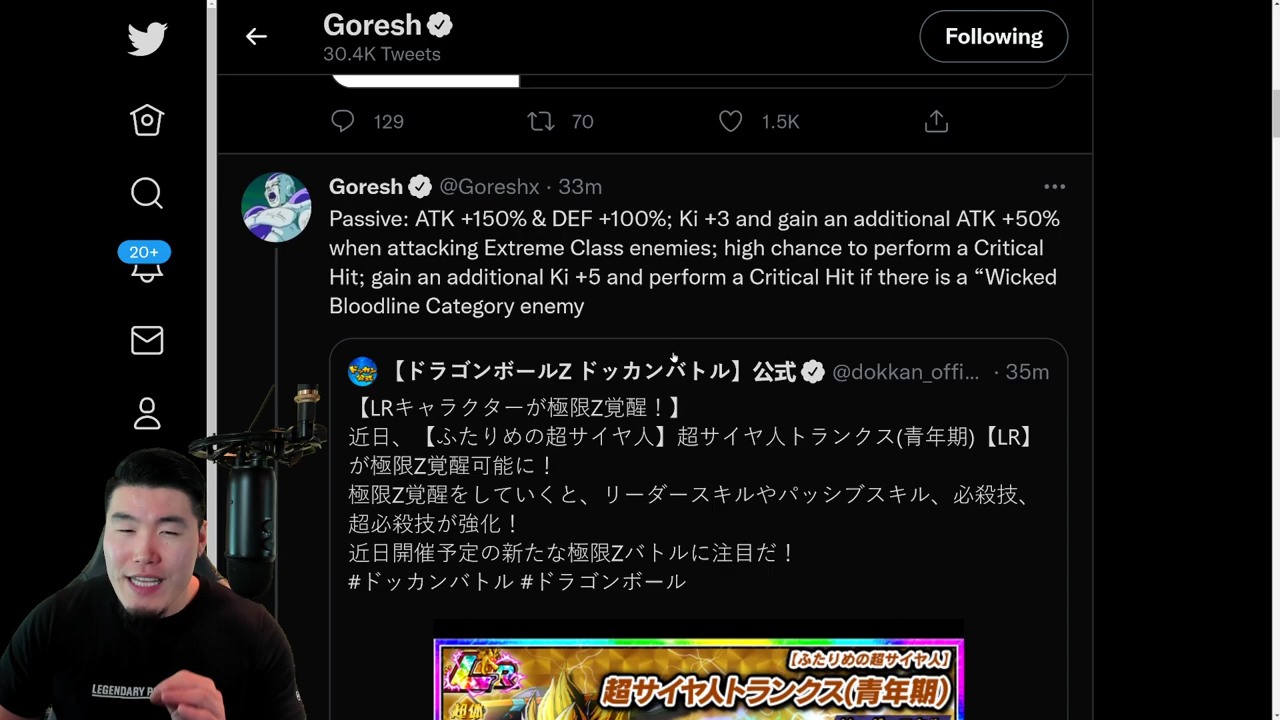 Goresh
30.4K Tweets
Following
129
70
1.5K
20+
Goresh @Goreshx · 33m
Passive: ATK +150% & DEF +100%; Ki +3 and gain an additional ATK +50%
when attacking Extreme Class enemies; high chance to perform a Critical
Hit; gain an additional Ki +5 and perform a Critical Hit if there is a “Wicked
Bloodline Category enemy
【ドラゴンボールZ ドッカンバトル】公式 @dokkan_offi... · 35m
【LRキャラクターが極限Z覚醒！】
近日、【ふたりめの超サイヤ人】超サイヤ人トランクス(青年期)【LR】
が極限Z覚醒可能に！
極限Z覚醒をしていくと、リーダースキルやパッシブスキル、必殺技、
超必殺技が強化！
近日開催予定の新たな極限Zバトルに注目だ！
#ドッカンバトル #ドラゴンボール
LR
[ふたりめの超サイヤ人]
超サイヤ人トランクス(青年期)
LEGENDARY